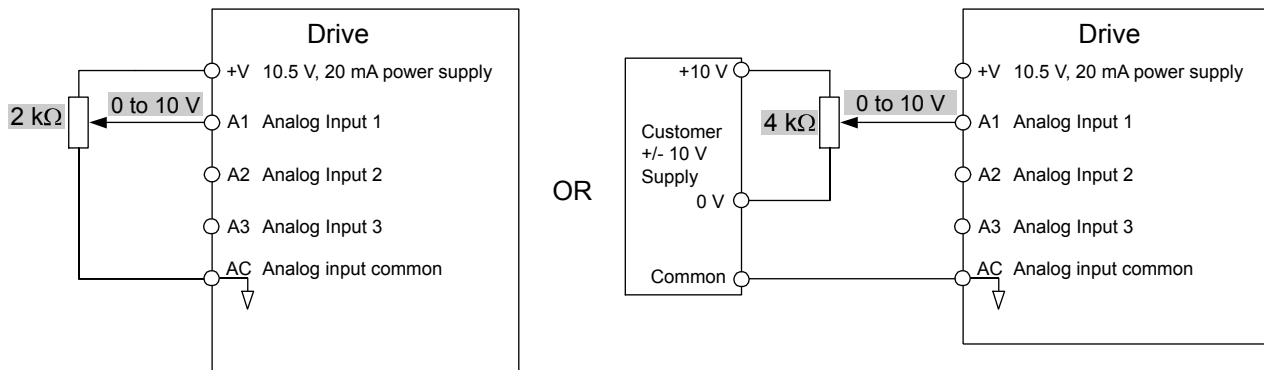 Drive
+V 10.5 V, 20 mA power supply
2 kΩ
0 to 10 V
A1 Analog Input 1
A2 Analog Input 2
A3 Analog Input 3
AC Analog input common
OR
+10 V
Customer
+/- 10 V
Supply
0 V
Common
4 kΩ
0 to 10 V
Drive
+V 10.5 V, 20 mA power supply
A1 Analog Input 1
A2 Analog Input 2
A3 Analog Input 3
AC Analog input common